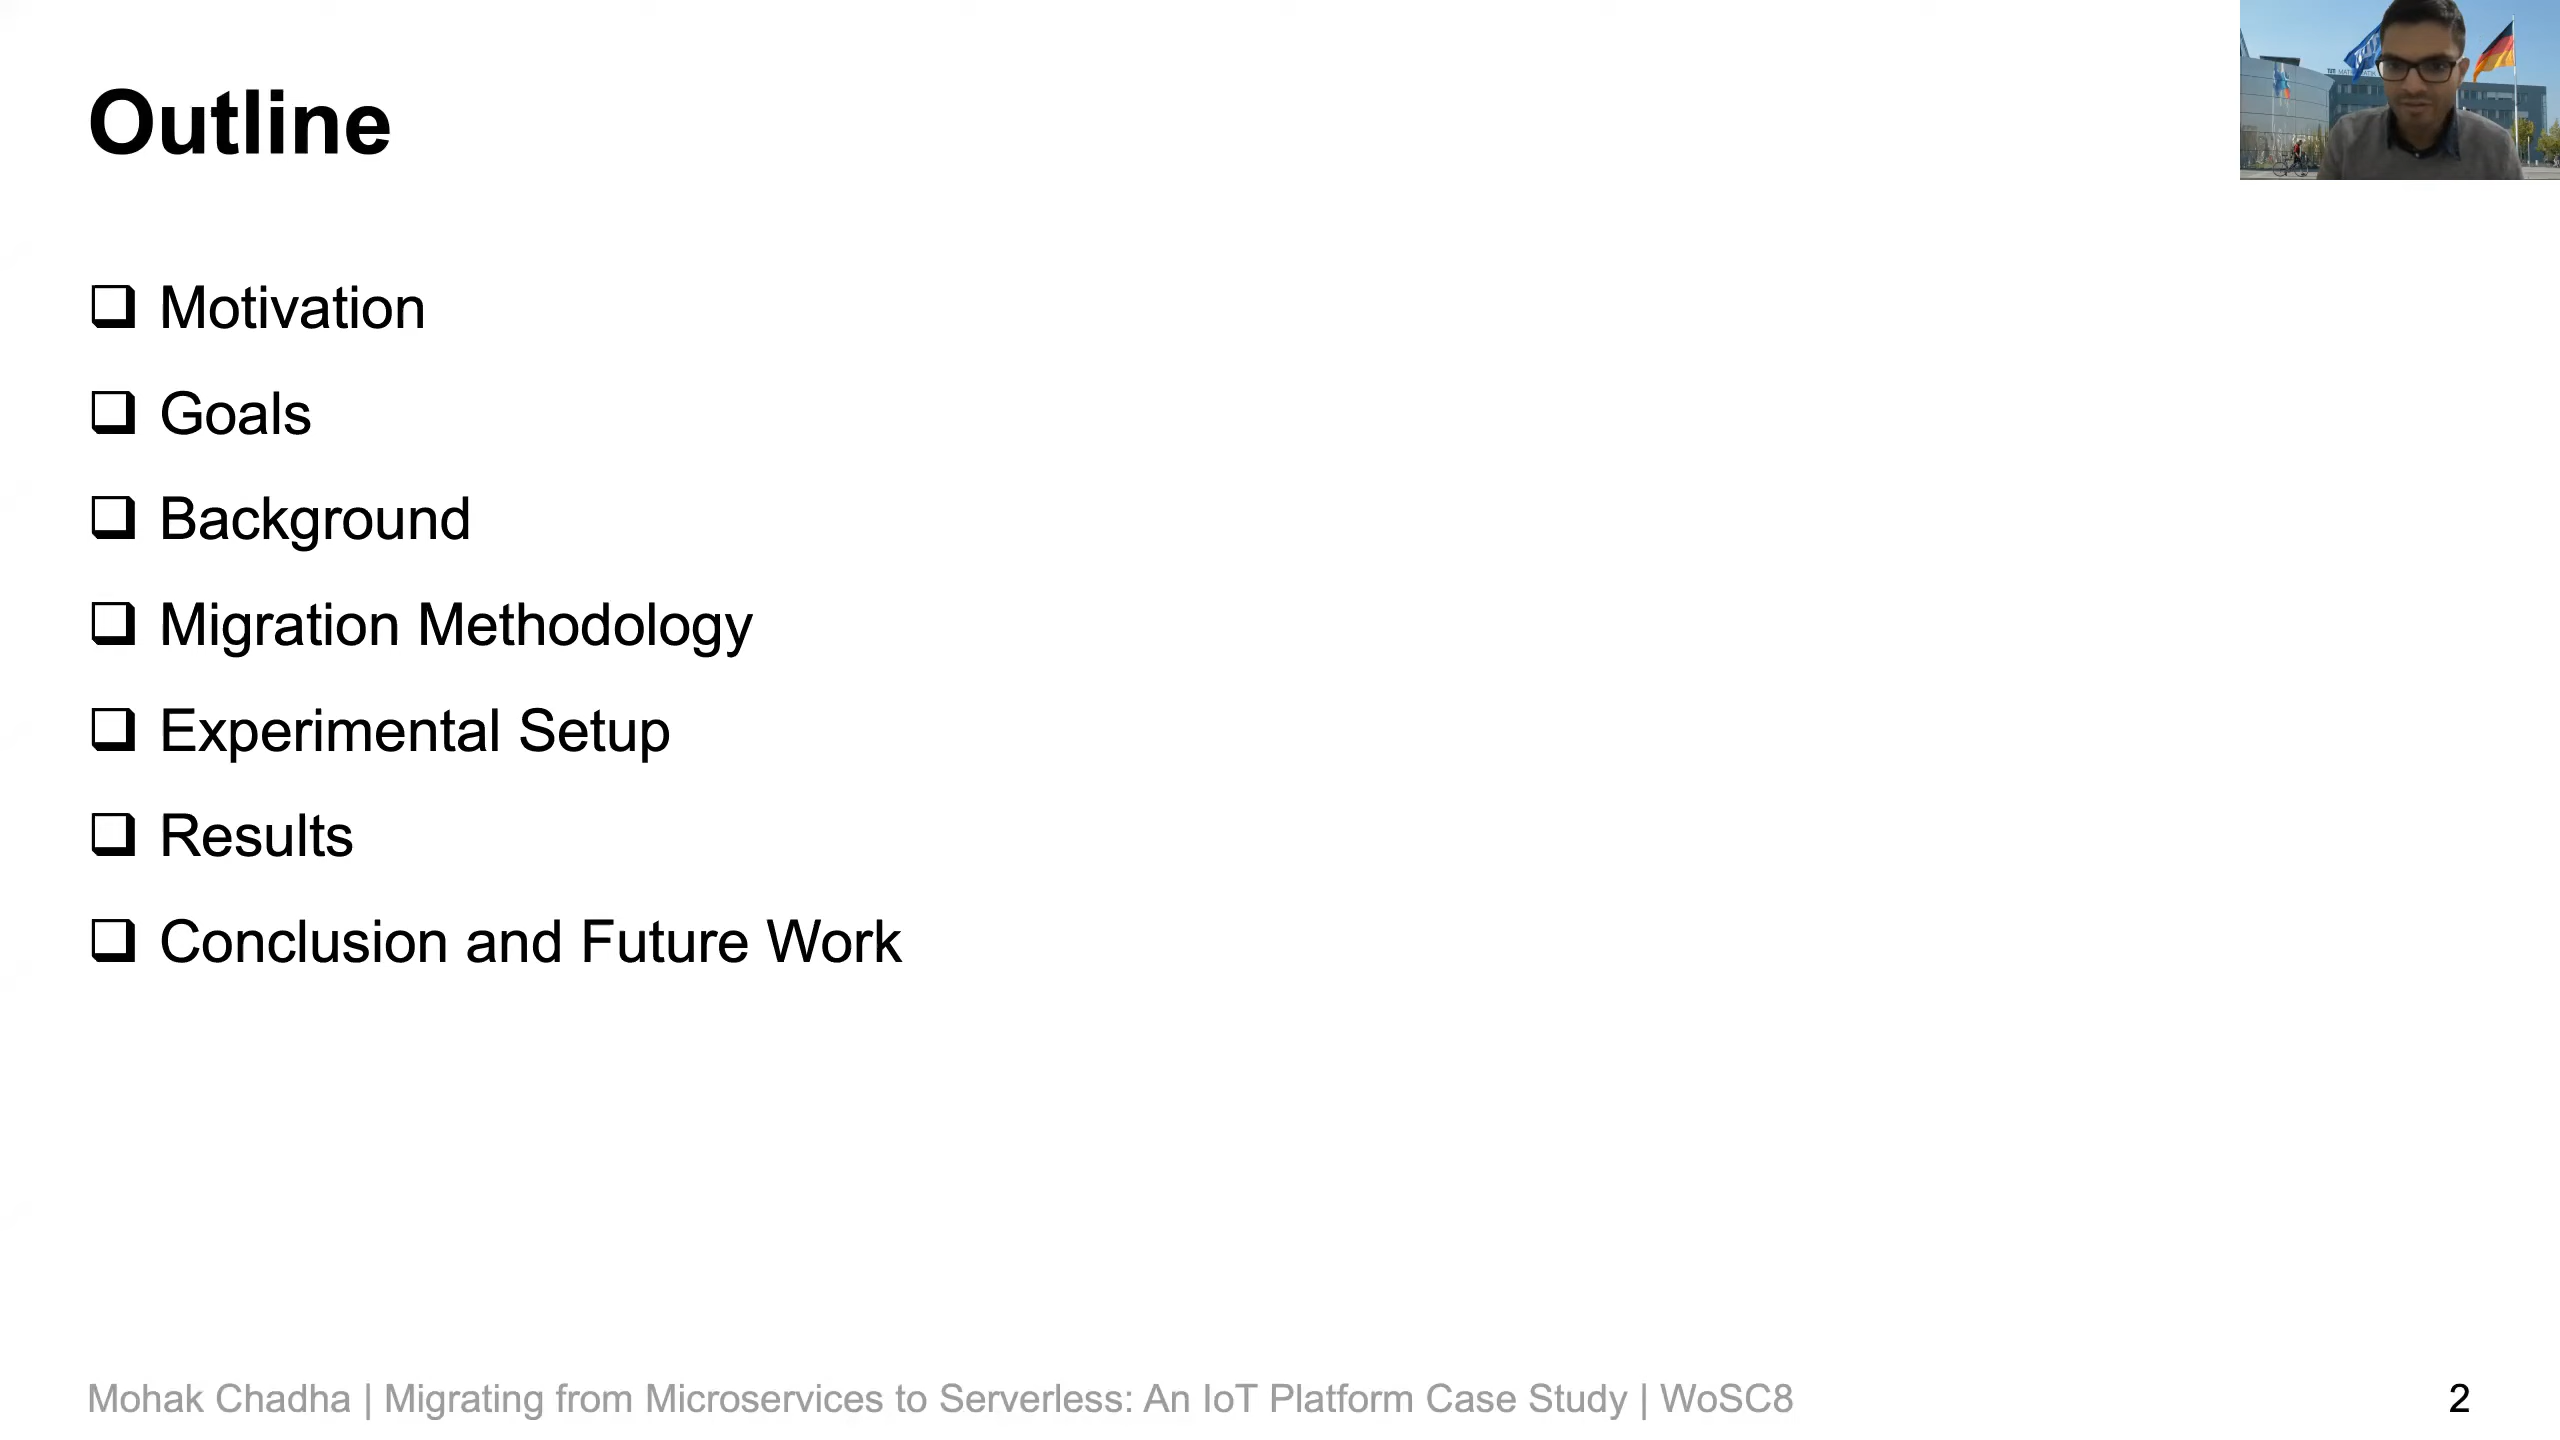 Outline
Motivation
Goals
Background
Migration Methodology
Experimental Setup
Results
Conclusion and Future Work
Mohak Chadha | Migrating from Microservices to Serverless: An IoT Platform Case Study | WoSC8
2